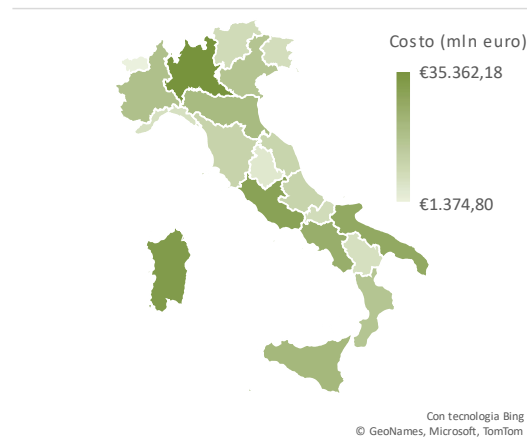 Costo (mln euro)
€35.362,18
€1.374,80
Con tecnologia Bing
© GeoNames, Microsoft, TomTom